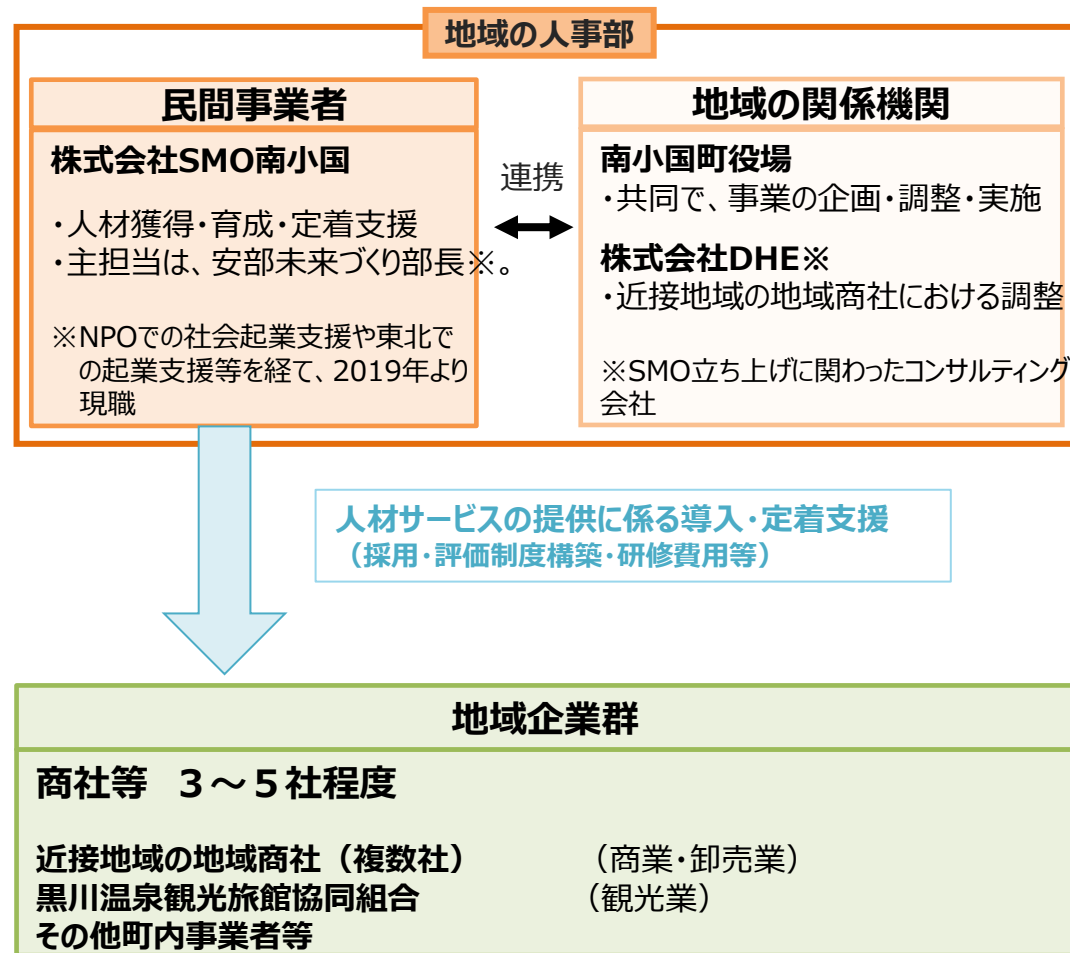 地域の人事部
民間事業者
株式会社SMO南小国
・人材獲得・育成・定着支援
・主担当は、安部未来づくり部長※。
※NPOでの社会起業支援や東北で
の起業支援等を経て、2019年より
現職
連携
地域の関係機関
南小国町役場
・共同で、事業の企画・調整・実施
株式会社DHE※
・近接地域の地域商社における調整
※SMO立ち上げに関わったコンサルティング
会社
人材サービスの提供に係る導入・定着支援
（採用・評価制度構築・研修費用等）
地域企業群
商社等　３～５社程度
近接地域の地域商社（複数社）　（商業・卸売業）
黒川温泉観光旅館協同組合　（観光業）
その他町内事業者等